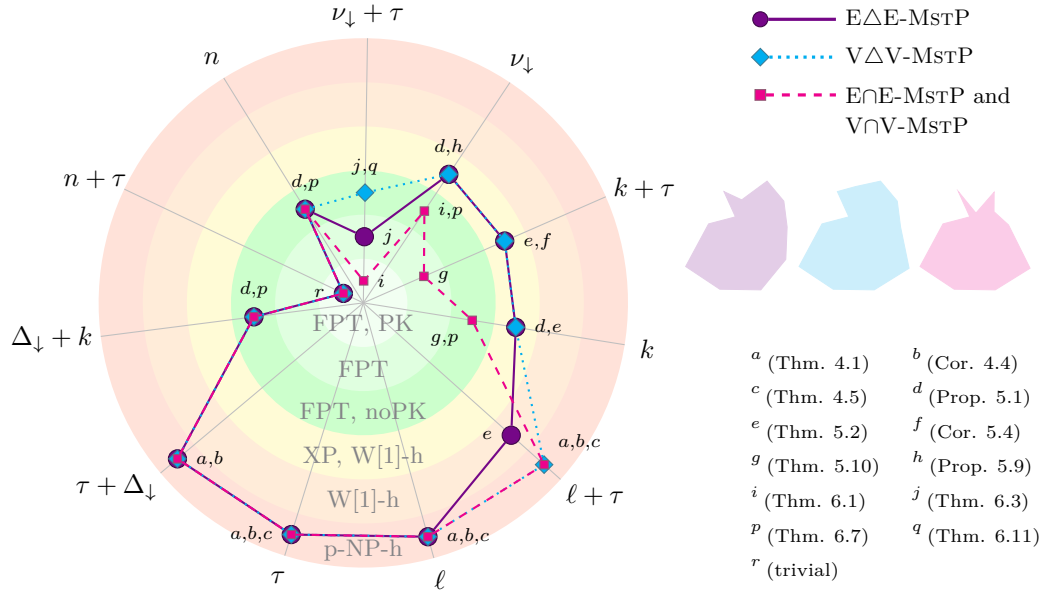 ν↓ + τ
n
ν↓
n + τ
k + τ
Δ↓ + k
k
τ + Δ↓
ℓ + τ
τ
ℓ
d,p
j,q
d,h
j
i,p
e,f
r
i
g
d,p
g,p
d,e
e
a,b,c
a,b
a,b,c
a,b,c
FPT, PK
FPT
FPT, noPK
XP, W[1]-h
W[1]-h
p-NP-h
E△E-MstP
V△V-MstP
E∩E-MstP and
V∩V-MstP
a (Thm. 4.1) b (Cor. 4.4)
c (Thm. 4.5) d (Prop. 5.1)
e (Thm. 5.2) f (Cor. 5.4)
g (Thm. 5.10) h (Prop. 5.9)
i (Thm. 6.1) j (Thm. 6.3)
p (Thm. 6.7) q (Thm. 6.11)
r (trivial)